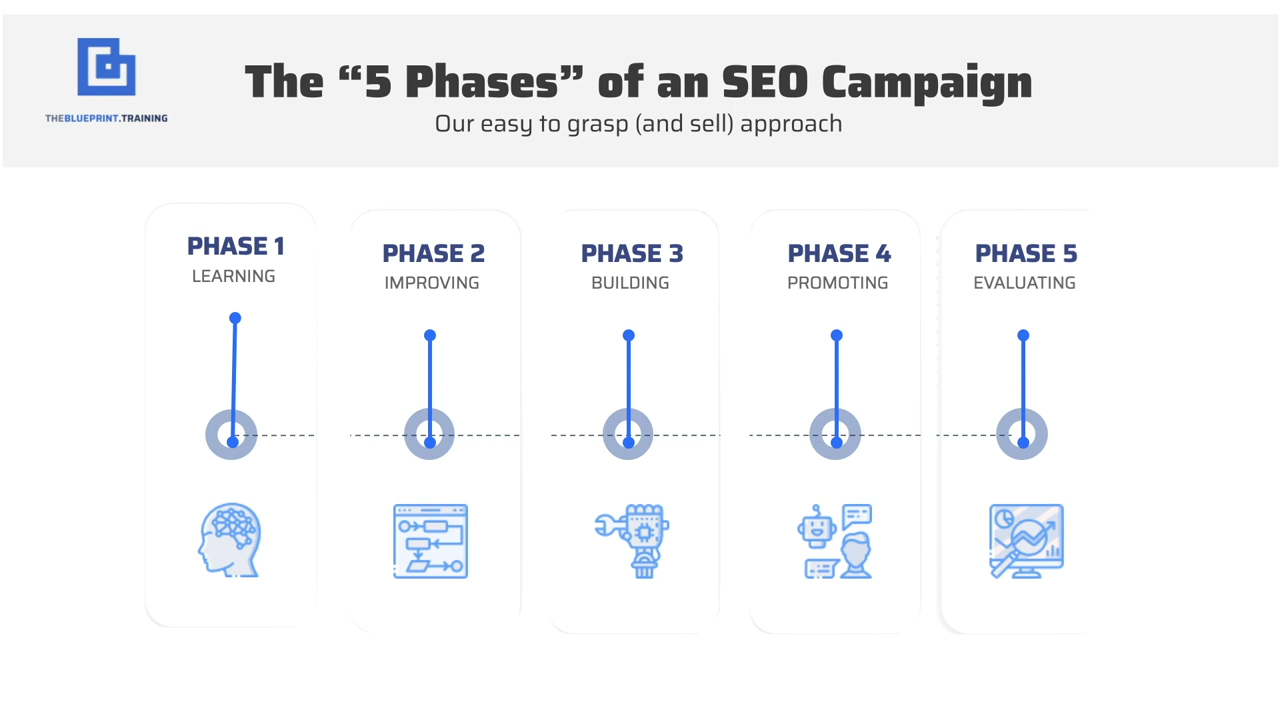 The “5 Phases” of an SEO Campaign
Our easy to grasp (and sell) approach
THEBLUEPRINT.TRAINING
PHASE 1
LEARNING
PHASE 2
IMPROVING
PHASE 3
BUILDING
PHASE 4
PROMOTING
PHASE 5
EVALUATING